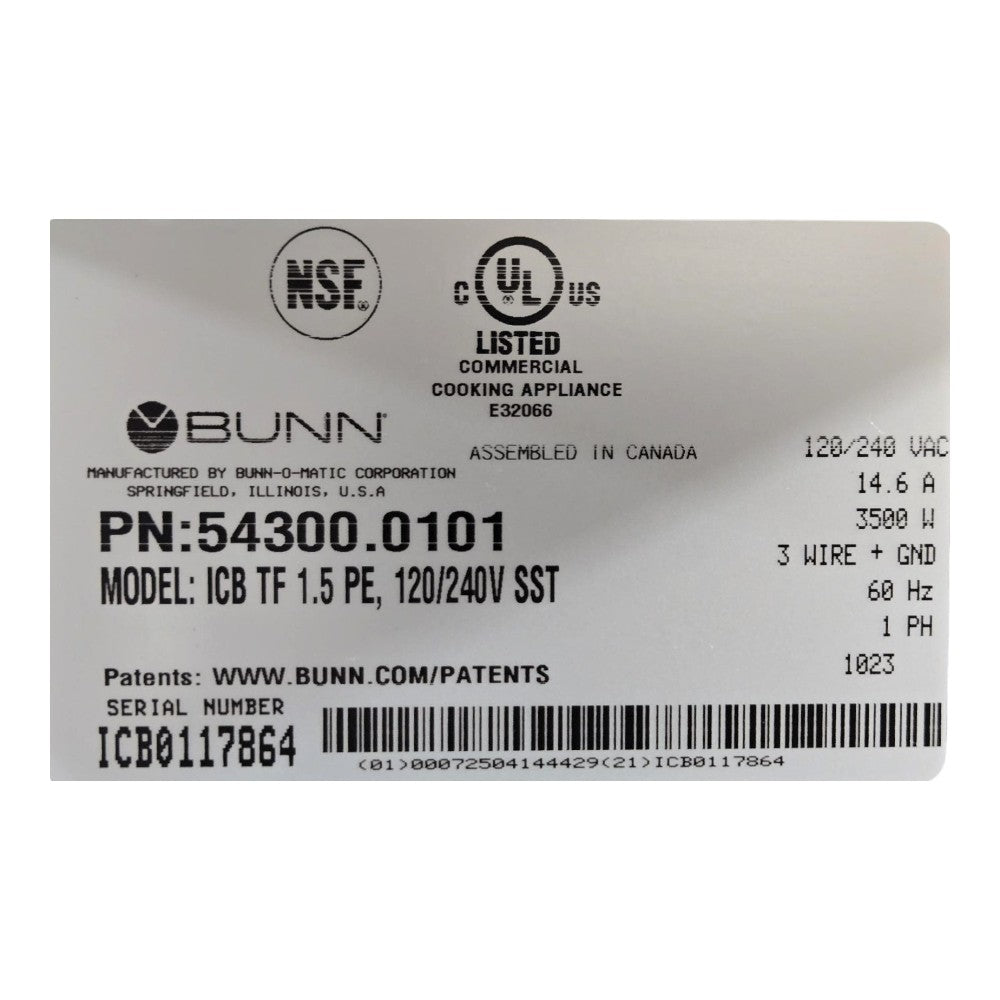 NSF®
C UL US
LISTED
COMMERCIAL
COOKING APPLIANCE
E32066
BUNN®
ASSEMBLED IN CANADA
MANUFACTURED BY BUNN-O-MATIC CORPORATION
SPRINGFIELD, ILLINOIS, U.S.A
PN:54300.0101
MODEL: ICB TF 1.5 PE, 120/240V SST
120/240 VAC
14.6 A
3500 W
3 WIRE + GND
60 Hz
1 PH
1023
Patents: WWW.BUNN.COM/PATENTS
SERIAL NUMBER
ICB0117864
(01)00072504144429(21)ICB0117864